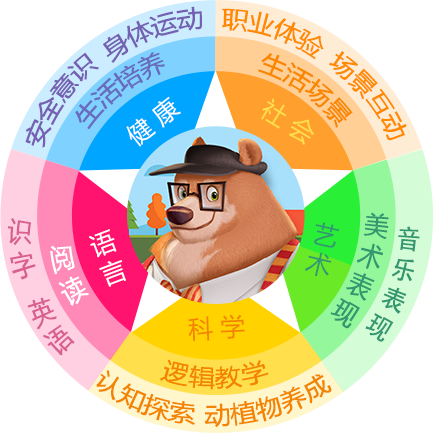 健康
生活培养
安全意识 身体运动
社会
生活场景
职业体验 场景互动
艺术
美术表现
音乐表现
科学
逻辑教学
认知探索 动植物养成
语言
阅读
识字 英语